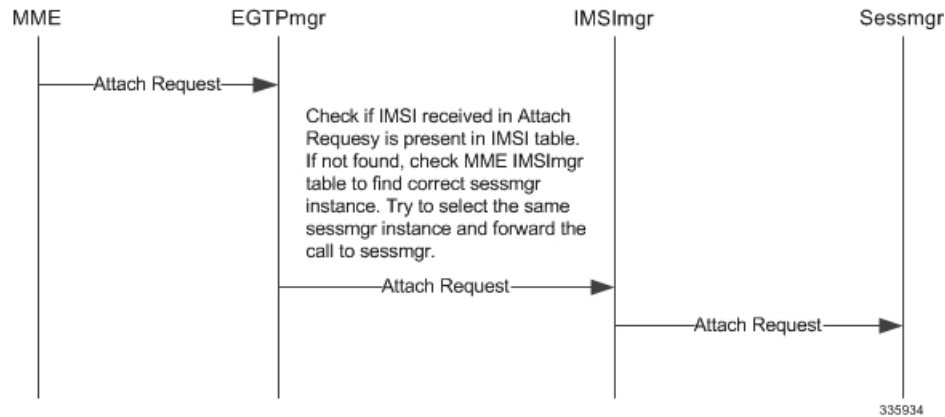 MME EGTPmgr IMSImgr Sessmgr
Attach Request
Check if IMSI received in Attach
Requesy is present in IMSI table.
If not found, check MME IMSImgr
table to find correct sessmgr
instance. Try to select the same
sessmgr instance and forward the
call to sessmgr.
Attach Request
Attach Request
335934